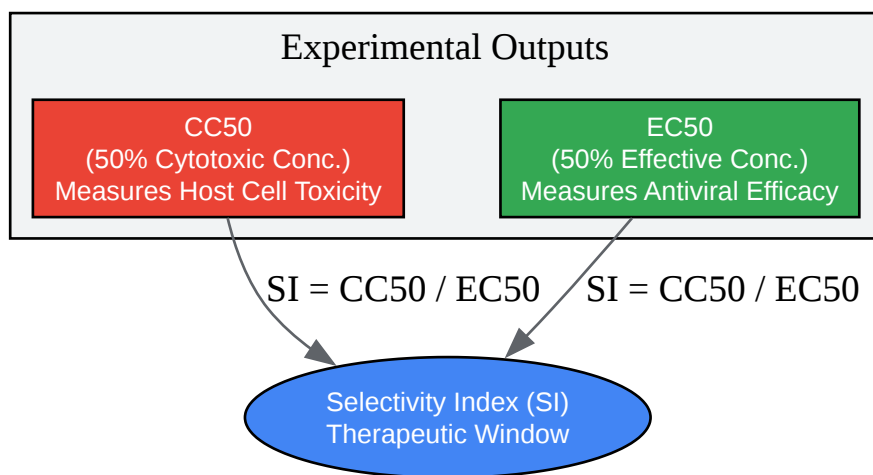 Experimental Outputs
CC50
(50% Cytotoxic Conc.)
Measures Host Cell Toxicity
EC50
(50% Effective Conc.)
Measures Antiviral Efficacy
SI = CC50 / EC50
SI = CC50 / EC50
Selectivity Index (SI)
Therapeutic Window